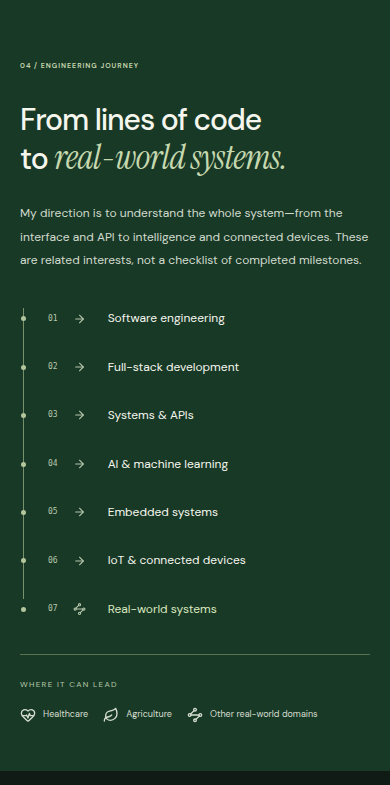 04 / ENGINEERING JOURNEY
From lines of code
to real-world systems.
My direction is to understand the whole system—from the
interface and API to intelligence and connected devices. These
are related interests, not a checklist of completed milestones.
01 → Software engineering
02 → Full-stack development
03 → Systems & APIs
04 → AI & machine learning
05 → Embedded systems
06 → IoT & connected devices
07 Real-world systems
WHERE IT CAN LEAD
Healthcare Agriculture Other real-world domains